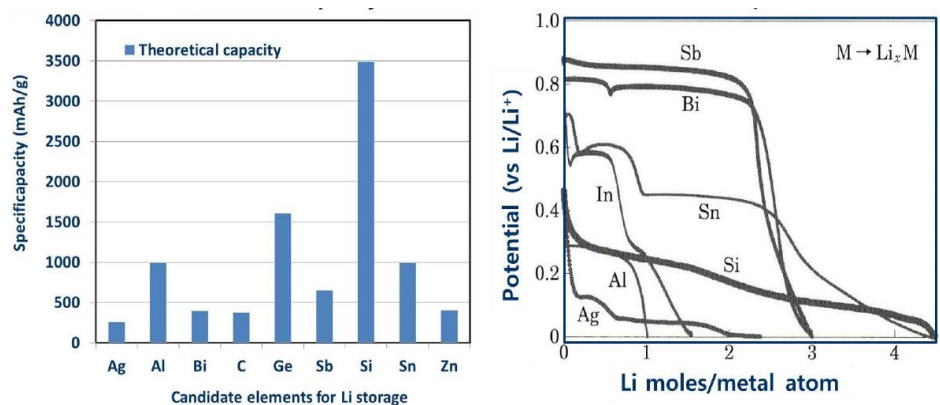 4000
3500
3000
2500
2000
1500
1000
500
0
Specificapacity (mAh/g)
Theoretical capacity
Ag Al Bi C Ge Sb Si Sn Zn
Candidate elements for Li storage
1.0
0.8
0.6
0.4
0.2
0
Potential (vs Li/Li⁺)
Sb
M → LiₓM
Bi
In
Sn
Si
Al
Ag
0 1 2 3 4
Li moles/metal atom